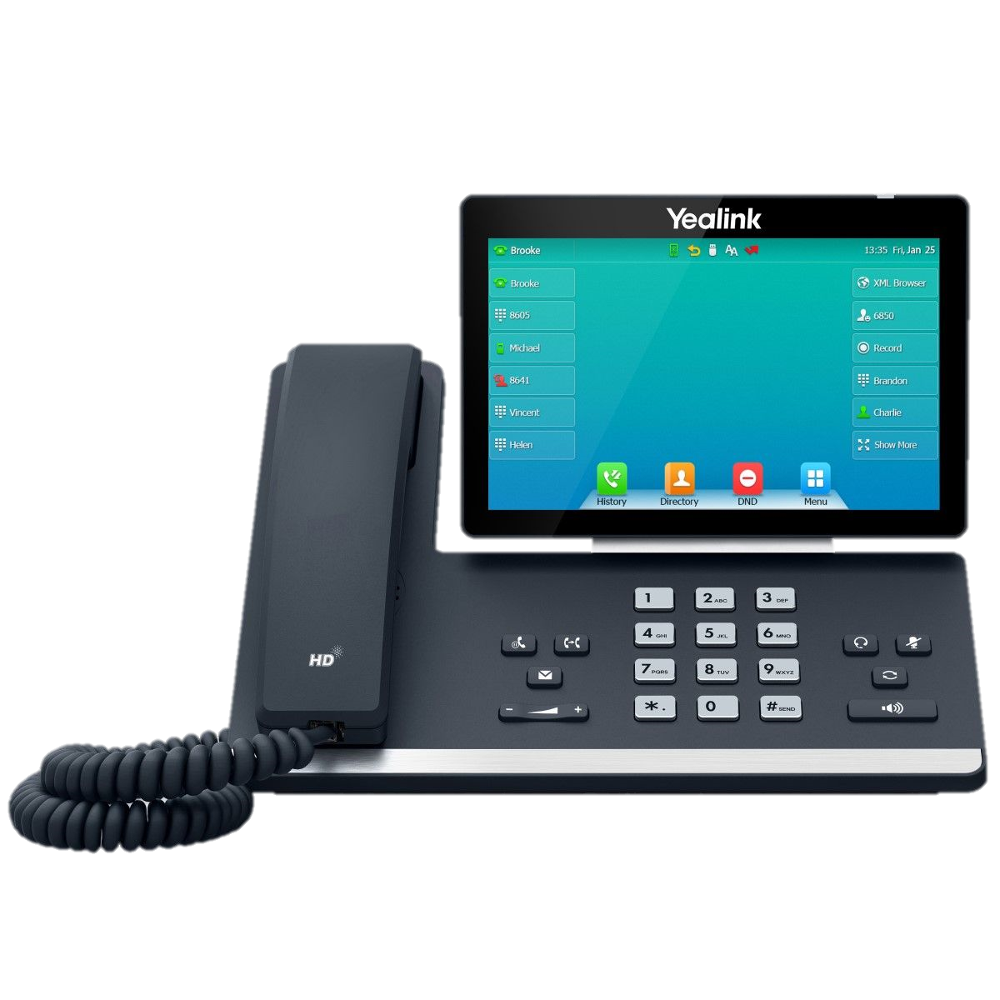 Yealink
Brooke
13:35 Fri, Jan 25
Brooke
8605
Michael
8641
Vincent
Helen
XML Browser
6850
Record
Brandon
Charlie
Show More
History
Directory
DND
Menu
HD
1
2 ABC
3 DEF
4 GHI
5 JKL
6 MNO
7 PQRS
8 TUV
9 WXYZ
* .
0
# SEND
- +